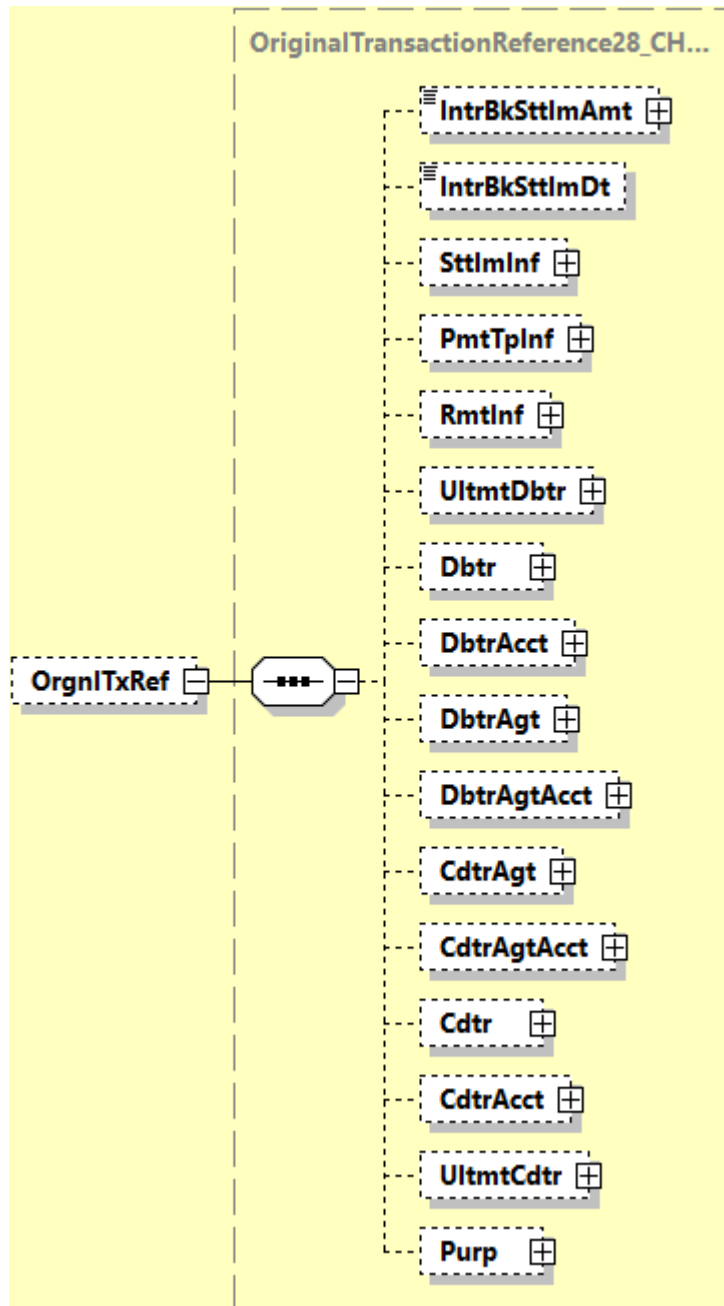 OriginalTransactionReference28_CH...
IntrBkSttlmAmt
IntrBkSttlmDt
SttlmInf
PmtTpInf
RmtInf
UltmtDbtr
Dbtr
DbtrAcct
OrgnlTxRef
DbtrAgt
DbtrAgtAcct
CdtrAgt
CdtrAgtAcct
Cdtr
CdtrAcct
UltmtCdtr
Purp